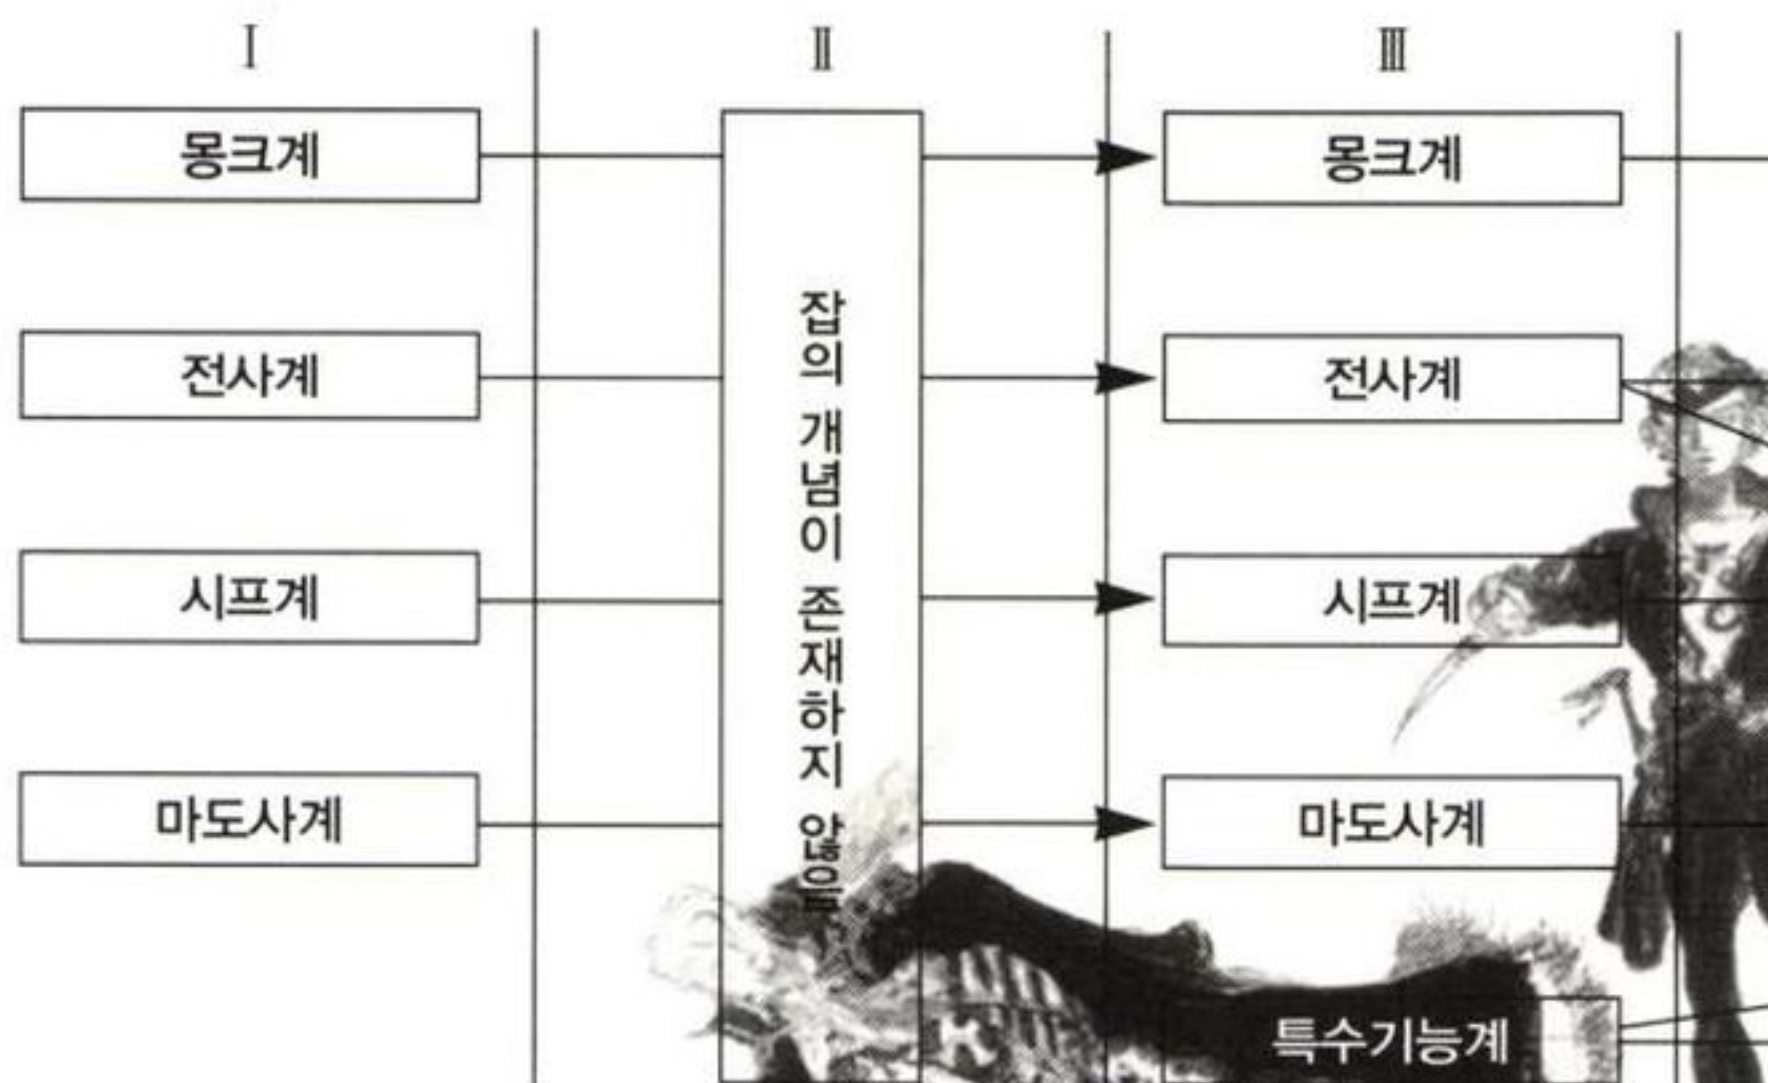 Ⅰ
Ⅱ
Ⅲ
몽크계
몽크계
전사계
전사계
시프계
시프계
마도사계
마도사계
잡의 개념이 존재하지 않음
특수기능계